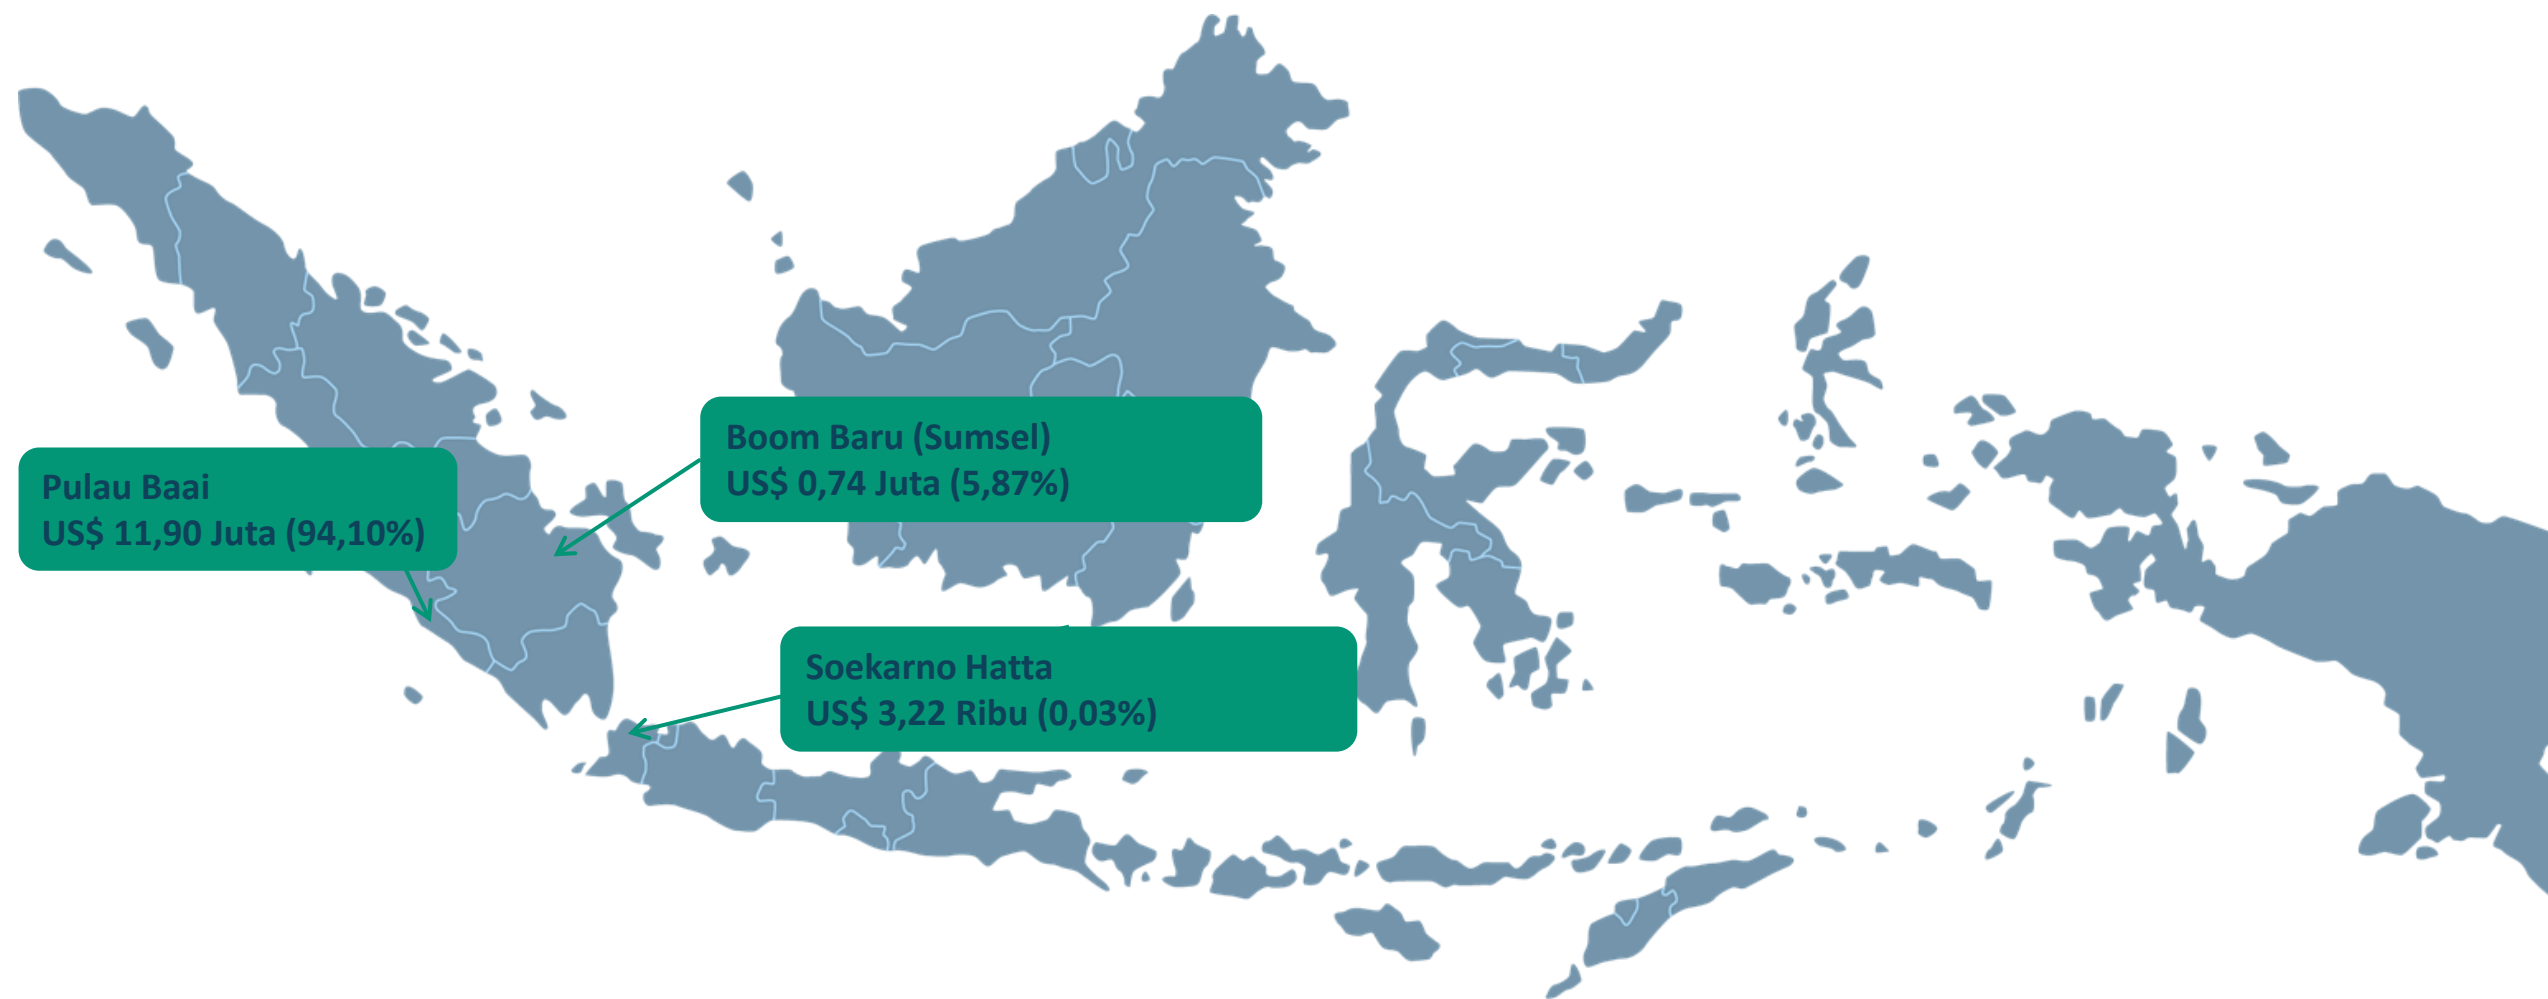 Boom Baru (Sumsel)
US$ 0,74 Juta (5,87%)
Pulau Baai
US$ 11,90 Juta (94,10%)
Soekarno Hatta
US$ 3,22 Ribu (0,03%)